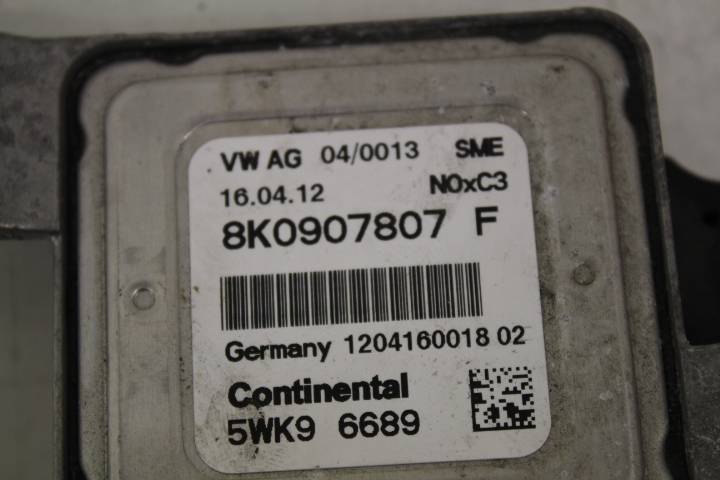 VW AG 04/0013 SME
16.04.12 NOxC3
8K0907807 F
Germany 1204160018 02
Continental
5WK9 6689